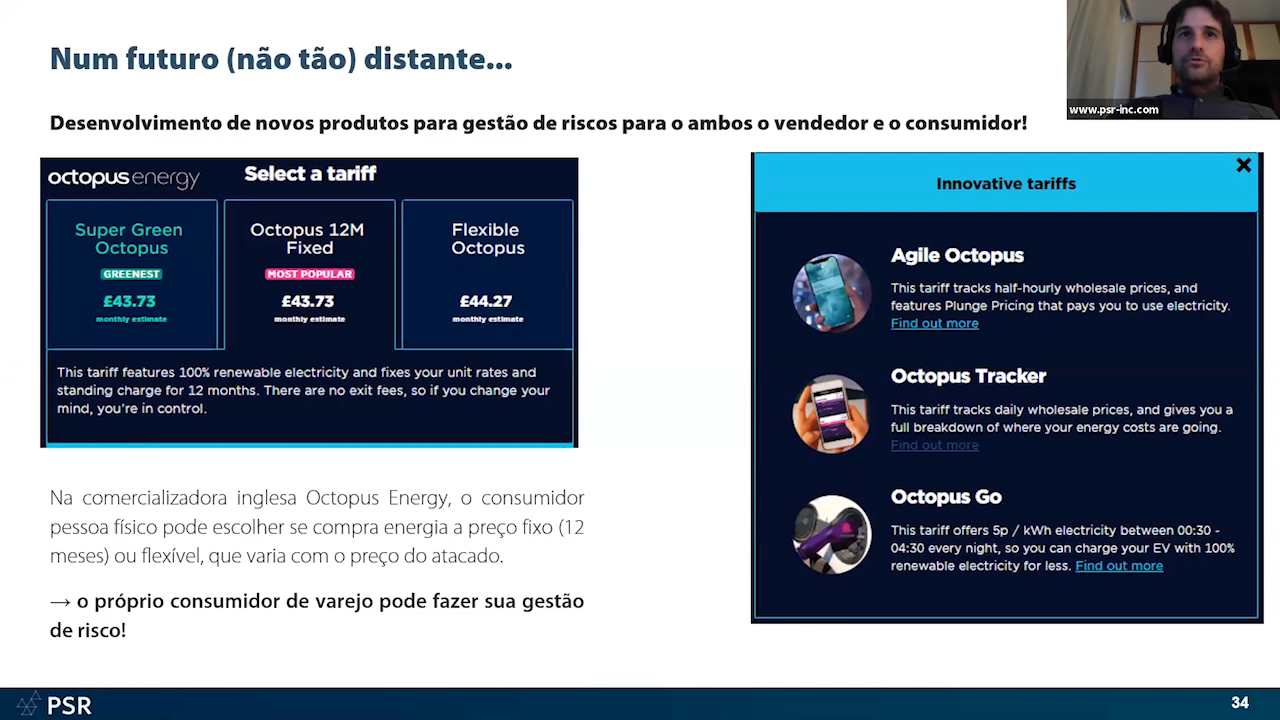 Num futuro (não tão) distante...
www.psr-inc.com
Desenvolvimento de novos produtos para gestão de riscos para o ambos o vendedor e o consumidor!
octopus energy
Select a tariff
Super Green
Octopus
GREENEST
£43.73
monthly estimate
Octopus 12M
Fixed
MOST POPULAR
£43.73
monthly estimate
Flexible
Octopus
£44.27
monthly estimate
This tariff features 100% renewable electricity and fixes your unit rates and
standing charge for 12 months. There are no exit fees, so if you change your
mind, you're in control.
Na comercializadora inglesa Octopus Energy, o consumidor
pessoa físico pode escolher se compra energia a preço fixo (12
meses) ou flexível, que varia com o preço do atacado.
→ o próprio consumidor de varejo pode fazer sua gestão
de risco!
Innovative tariffs
Agile Octopus
This tariff tracks half-hourly wholesale prices, and
features Plunge Pricing that pays you to use electricity.
Find out more
Octopus Tracker
This tariff tracks daily wholesale prices, and gives you a
full breakdown of where your energy costs are going.
Find out more
Octopus Go
This tariff offers 5p / kWh electricity between 00:30 -
04:30 every night, so you can charge your EV with 100%
renewable electricity for less. Find out more
PSR
34